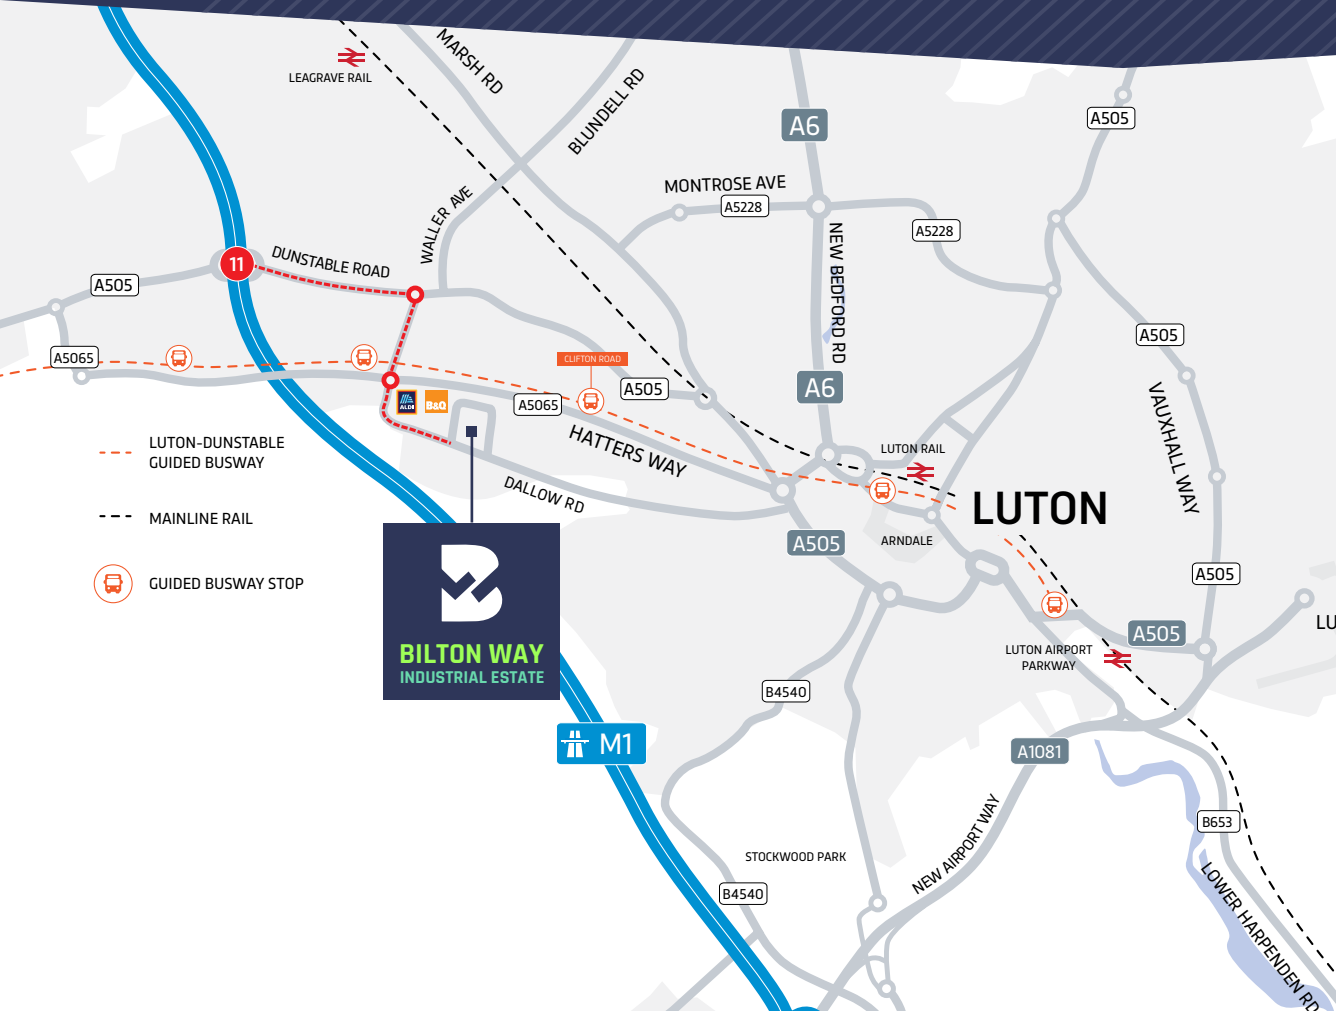 LEAGRAVE RAIL
MARSH RD
BLUNDELL RD
A6
A505
MONTROSE AVE
A5228
A5228
WALLER AVE
NEW BEDFORD RD
11
DUNSTABLE ROAD
A505
A505
A5065
CLIFTON ROAD
A505
A6
ALDI
B&Q
A5065
VAUXHALL WAY
LUTON-DUNSTABLE
GUIDED BUSWAY
HATTERS WAY
LUTON RAIL
DALLOW RD
LUTON
MAINLINE RAIL
A505
ARNDALE
A505
GUIDED BUSWAY STOP
LU
A505
BILTON WAY
INDUSTRIAL ESTATE
LUTON AIRPORT
PARKWAY
B4540
M1
A1081
B653
NEW AIRPORT WAY
STOCKWOOD PARK
B4540
LOWER HARPENDEN RD